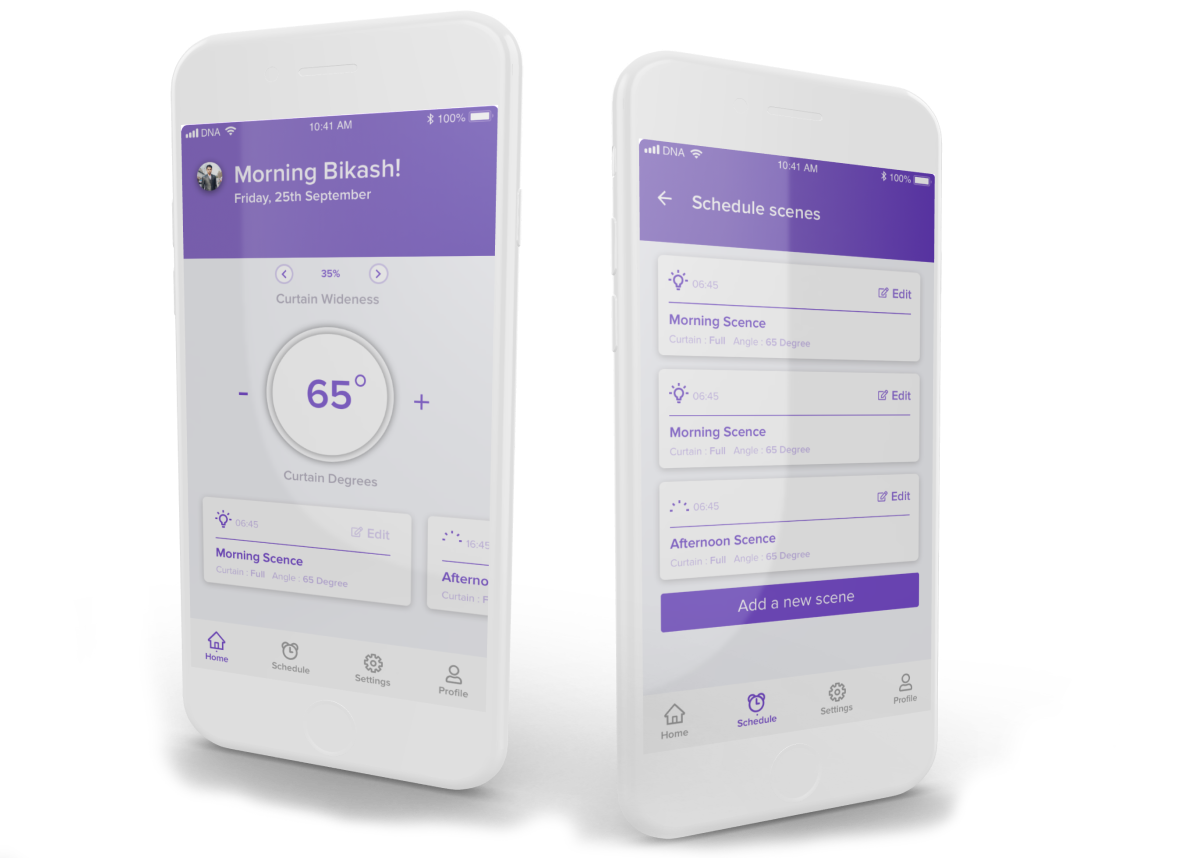 DNA 10:41 AM 100%
Morning Bikash!
Friday, 25th September
35%
Curtain Wideness
- 65° +
Curtain Degrees
06:45 Edit
Morning Scence
Curtain : Full Angle : 65 Degree
16:45
Afterno
Curtain : F
Home Schedule Settings Profile
DNA 10:41 AM 100%
Schedule scenes
06:45 Edit
Morning Scence
Curtain : Full Angle : 65 Degree
06:45 Edit
Morning Scence
Curtain : Full Angle : 65 Degree
06:45 Edit
Afternoon Scence
Curtain : Full Angle : 65 Degree
Add a new scene
Home Schedule Settings Profile